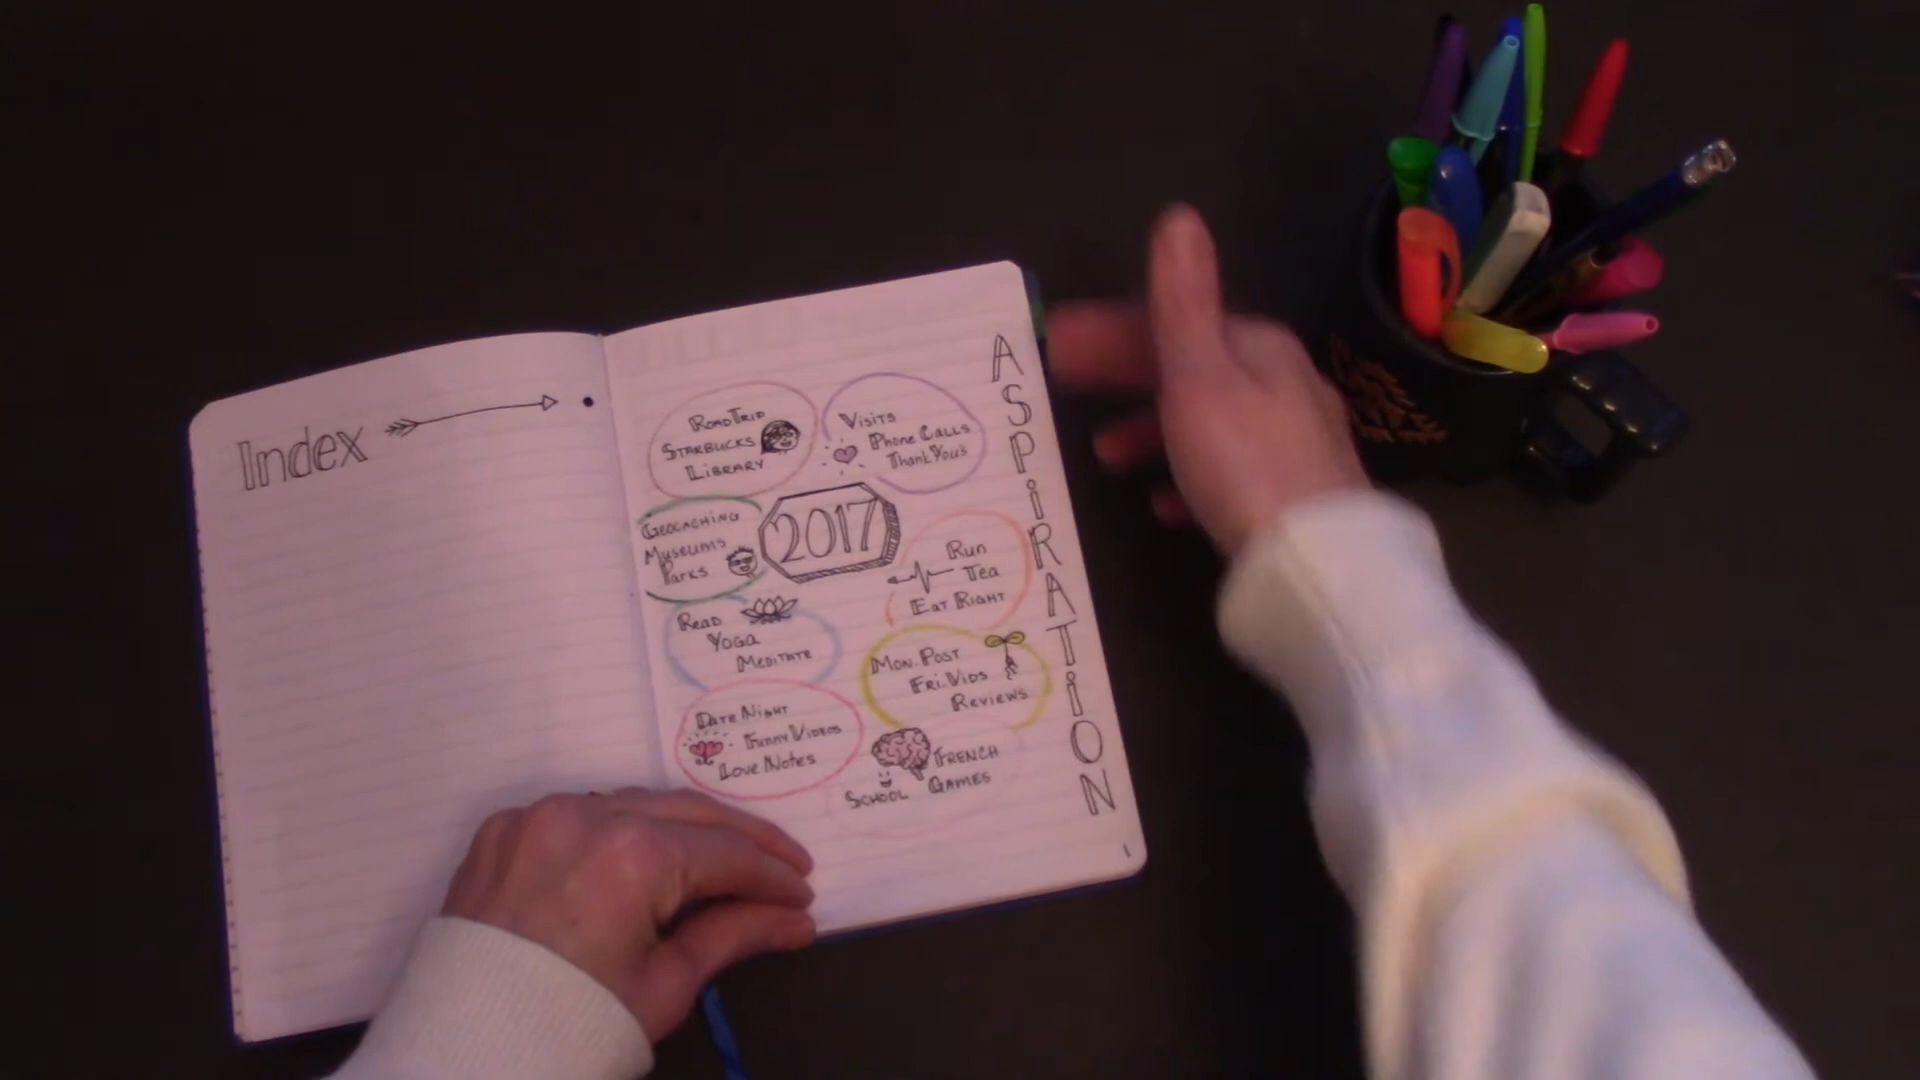 Index
RoadTrip
Starbucks
Library
Visits
Phone Calls
Thank You's
2017
Geocaching
Museums
Parks
Run
Tea
Eat Right
Read
Yoga
Meditate
Mon. Post
Fri. Vids
Reviews
Date Night
Funny Videos
Love Notes
French
School Games
ASPiRATiON
1